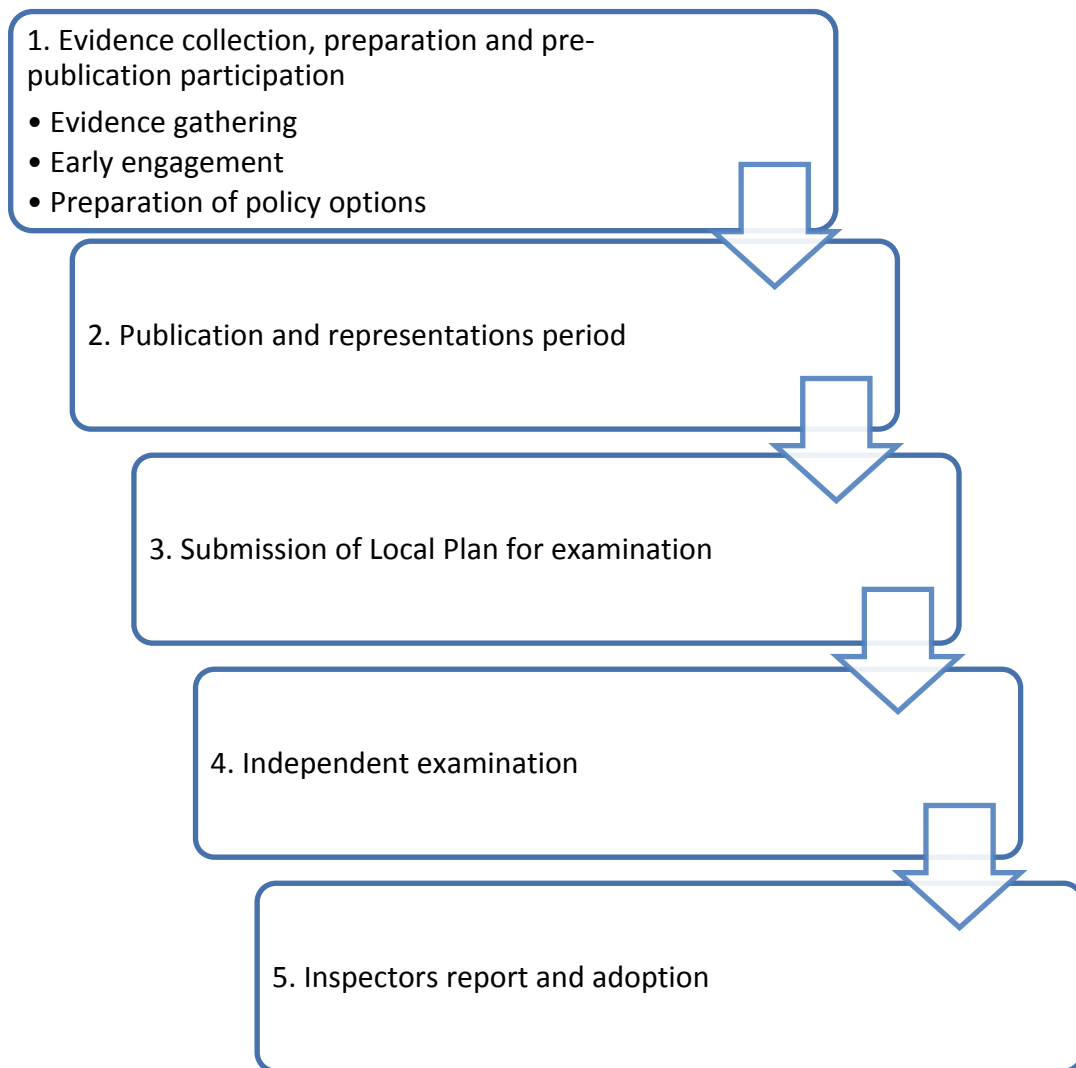 1. Evidence collection, preparation and pre-
publication participation
• Evidence gathering
• Early engagement
• Preparation of policy options
2. Publication and representations period
3. Submission of Local Plan for examination
4. Independent examination
5. Inspectors report and adoption